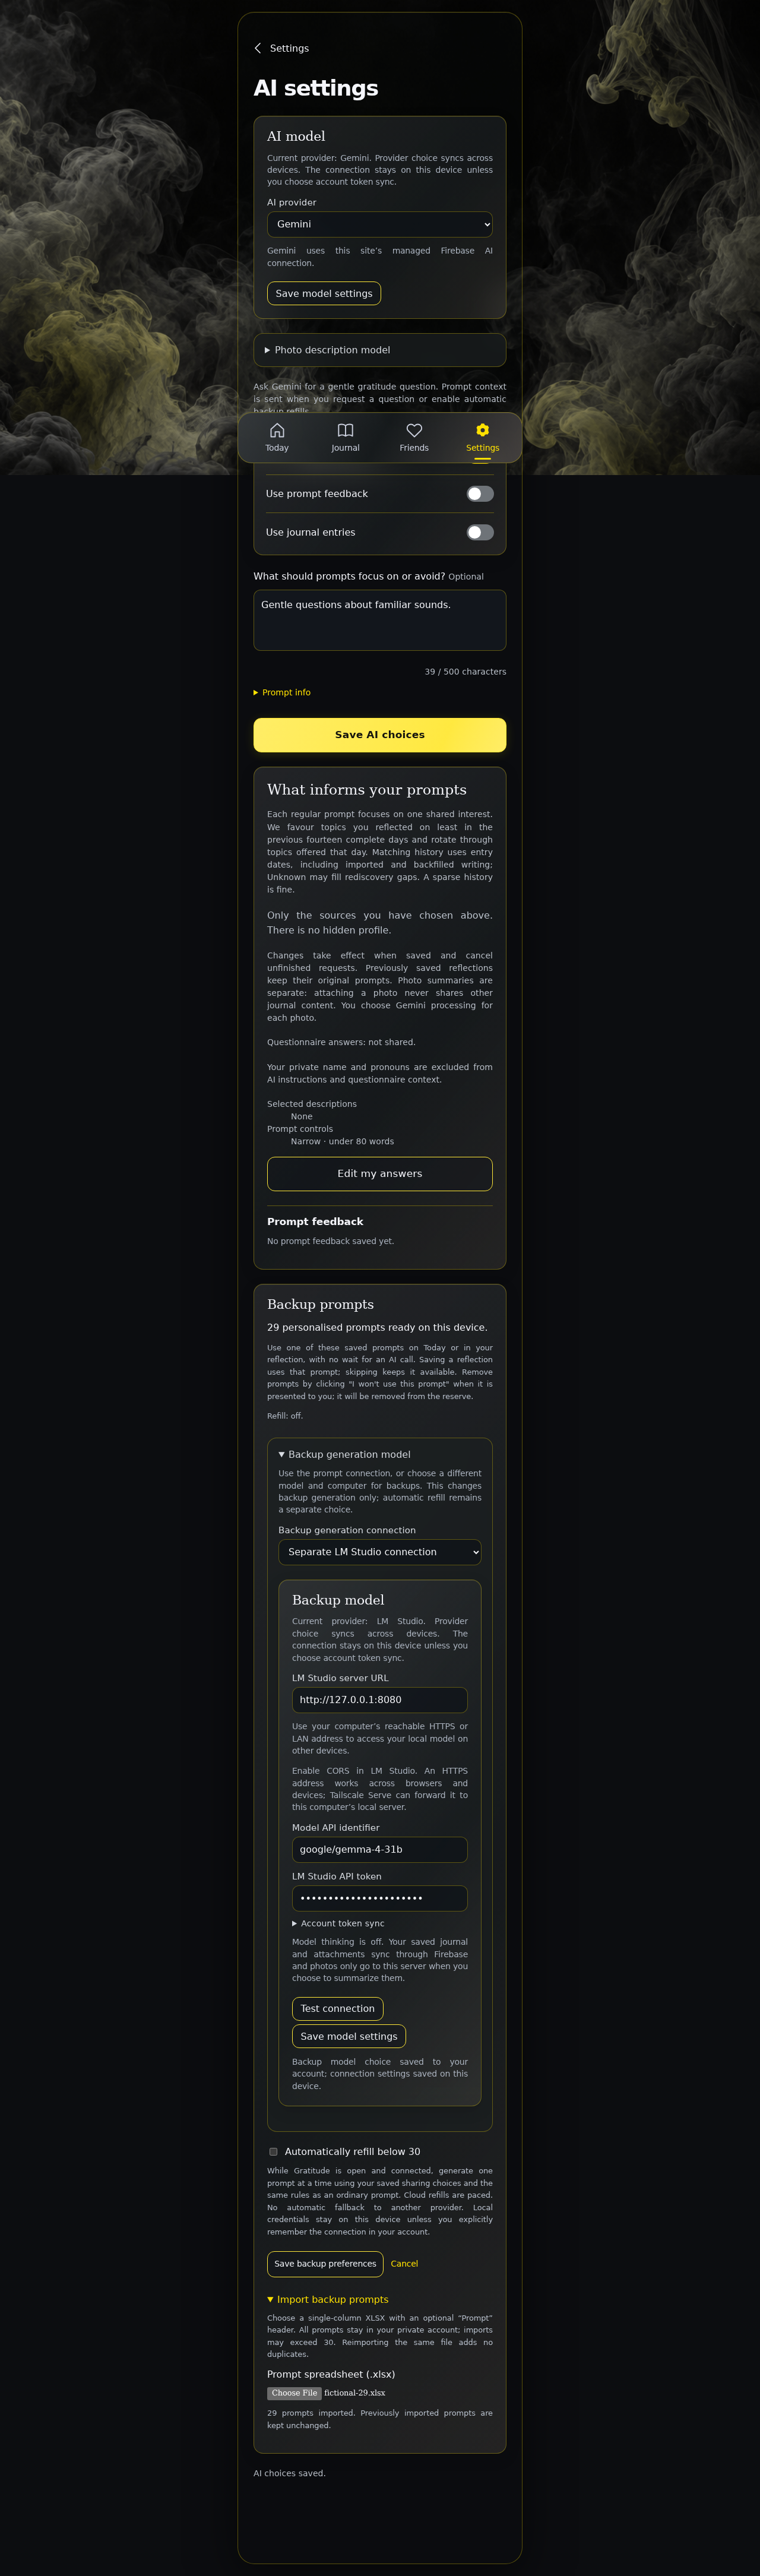 Settings
AI settings
AI model
Current provider: Gemini. Provider choice syncs across
devices. The connection stays on this device unless
you choose account token sync.
AI provider
Gemini
Gemini uses this site's managed Firebase AI
connection.
Save model settings
Photo description model
Ask Gemini for a gentle gratitude question. Prompt context
is sent when you request a question or enable automatic
backup refills.
Today
Journal
Friends
Settings
Use prompt feedback
Use journal entries
What should prompts focus on or avoid? Optional
Gentle questions about familiar sounds.
39 / 500 characters
Prompt info
Save AI choices
What informs your prompts
Each regular prompt focuses on one shared interest.
We favour topics you reflected on least in the
previous fourteen complete days and rotate through
topics offered that day. Matching history uses entry
dates, including imported and backfilled writing;
Unknown may fill rediscovery gaps. A sparse history
is fine.
Only the sources you have chosen above.
There is no hidden profile.
Changes take effect when saved and cancel
unfinished requests. Previously saved reflections
keep their original prompts. Photo summaries are
separate: attaching a photo never shares other
journal content. You choose Gemini processing for
each photo.
Questionnaire answers: not shared.
Your private name and pronouns are excluded from
AI instructions and questionnaire context.
Selected descriptions
None
Prompt controls
Narrow · under 80 words
Edit my answers
Prompt feedback
No prompt feedback saved yet.
Backup prompts
29 personalised prompts ready on this device.
Use one of these saved prompts on Today or in your
reflection, with no wait for an AI call. Saving a reflection
uses that prompt; skipping keeps it available. Remove
prompts by clicking "I won't use this prompt" when it is
presented to you; it will be removed from the reserve.
Refill: off.
Backup generation model
Use the prompt connection, or choose a different
model and computer for backups. This changes
backup generation only; automatic refill remains
a separate choice.
Backup generation connection
Separate LM Studio connection
Backup model
Current provider: LM Studio. Provider
choice syncs across devices. The
connection stays on this device unless you
choose account token sync.
LM Studio server URL
http://127.0.0.1:8080
Use your computer's reachable HTTPS or
LAN address to access your local model on
other devices.
Enable CORS in LM Studio. An HTTPS
address works across browsers and
devices; Tailscale Serve can forward it to
this computer's local server.
Model API identifier
google/gemma-4-31b
LM Studio API token
••••••••••••••••••••••
Account token sync
Model thinking is off. Your saved journal
and attachments sync through Firebase
and photos only go to this server when you
choose to summarize them.
Test connection
Save model settings
Backup model choice saved to your
account; connection settings saved on this
device.
Automatically refill below 30
While Gratitude is open and connected, generate one
prompt at a time using your saved sharing choices and the
same rules as an ordinary prompt. Cloud refills are paced.
No automatic fallback to another provider. Local
credentials stay on this device unless you explicitly
remember the connection in your account.
Save backup preferences
Cancel
Import backup prompts
Choose a single-column XLSX with an optional “Prompt”
header. All prompts stay in your private account; imports
may exceed 30. Reimporting the same file adds no
duplicates.
Prompt spreadsheet (.xlsx)
Choose File fictional-29.xlsx
29 prompts imported. Previously imported prompts are
kept unchanged.
AI choices saved.